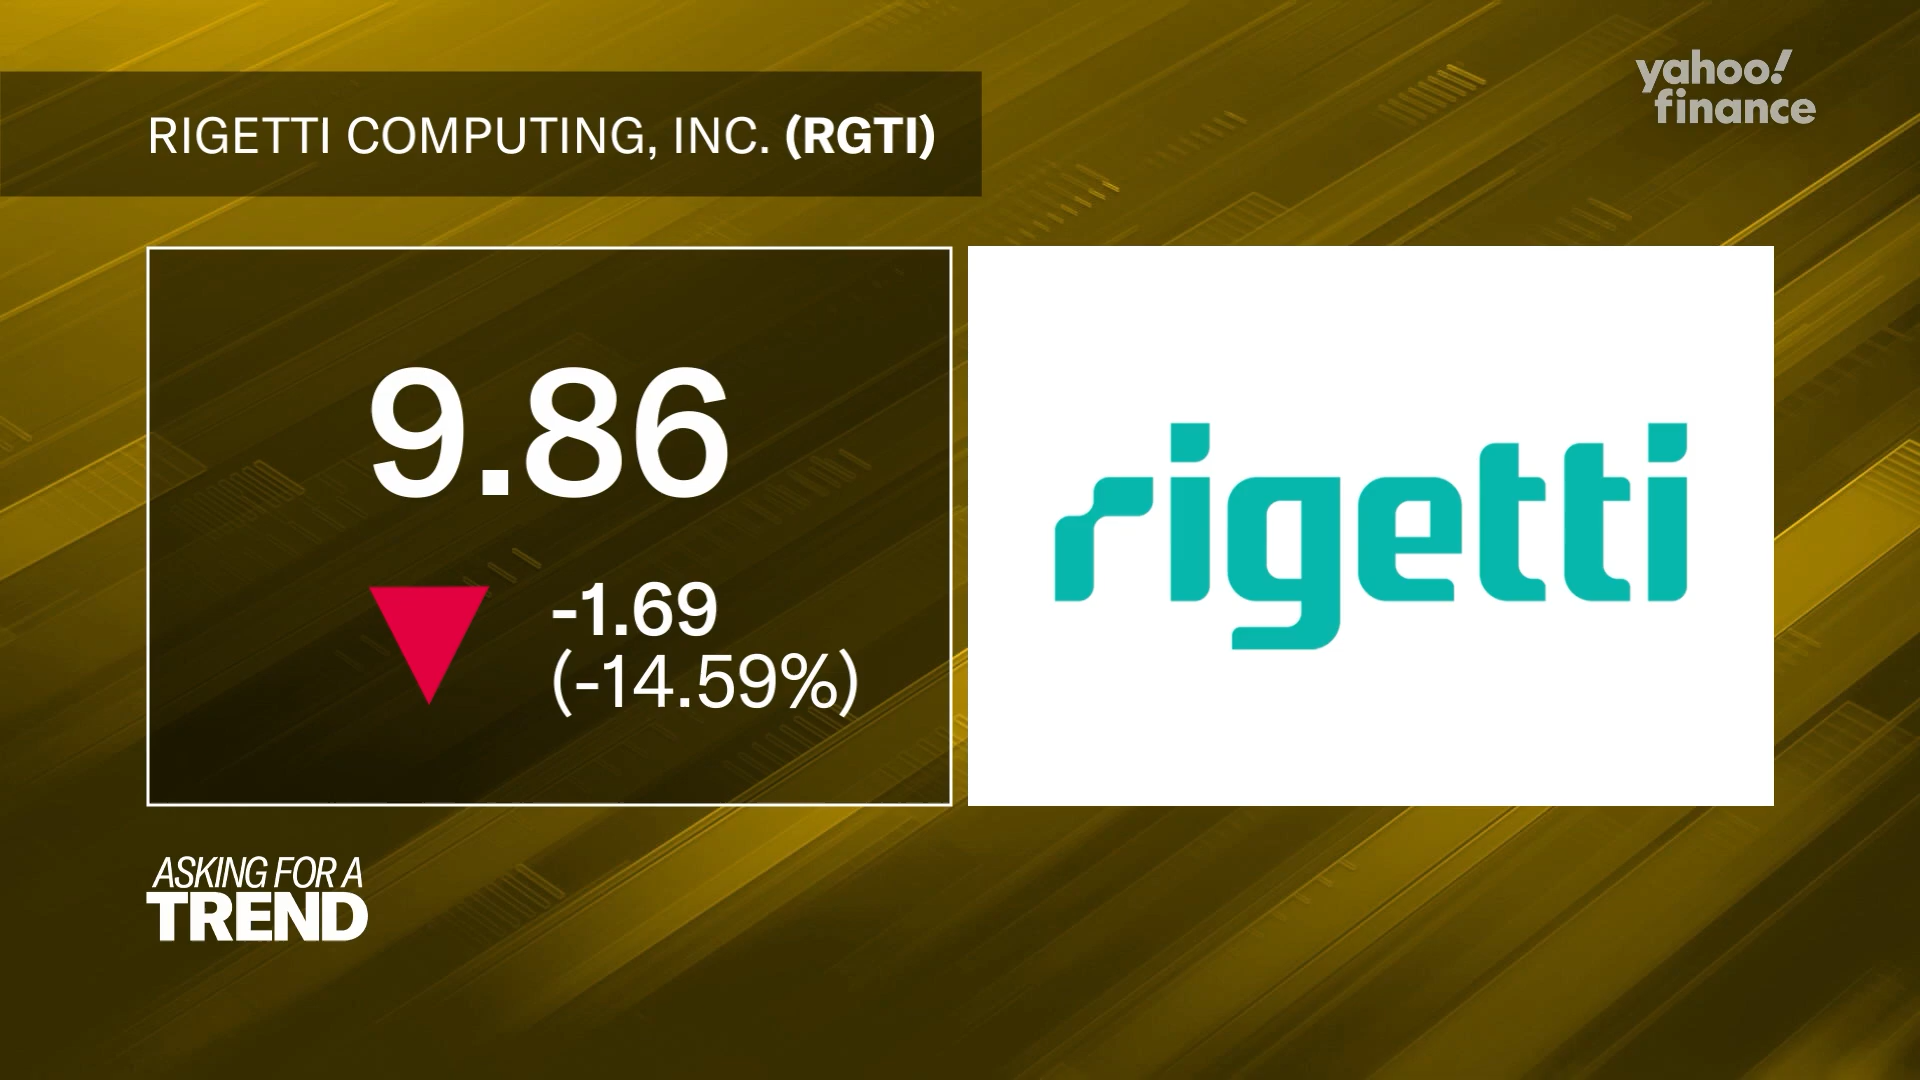 yahoo!
finance
RIGETTI COMPUTING, INC. (RGTI)
9.86
-1.69
(-14.59%)
rigetti
ASKING FOR A
TREND